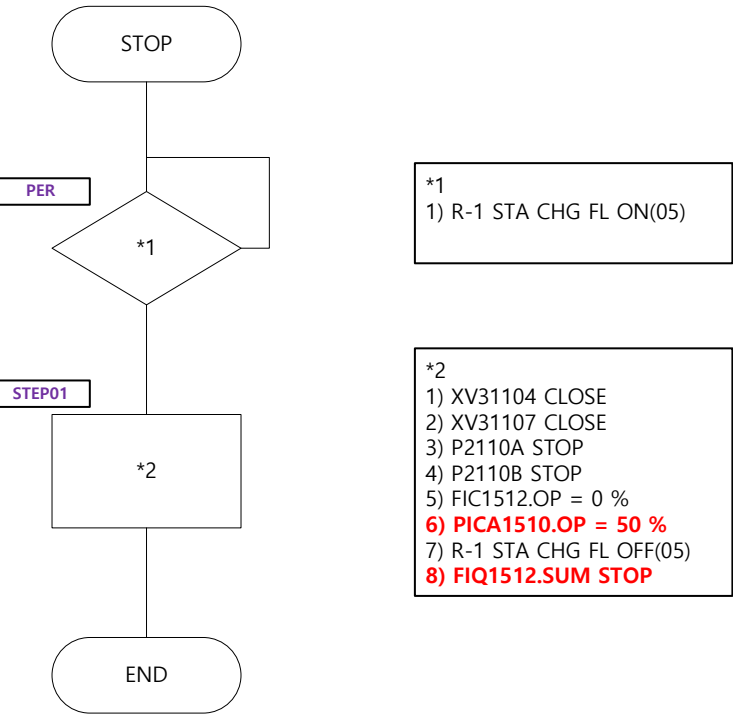 STOP
PER
*1
*1
1) R-1 STA CHG FL ON(05)
STEP01
*2
*2
1) XV31104 CLOSE
2) XV31107 CLOSE
3) P2110A STOP
4) P2110B STOP
5) FIC1512.OP = 0 %
6) PICA1510.OP = 50 %
7) R-1 STA CHG FL OFF(05)
8) FIQ1512.SUM STOP
END